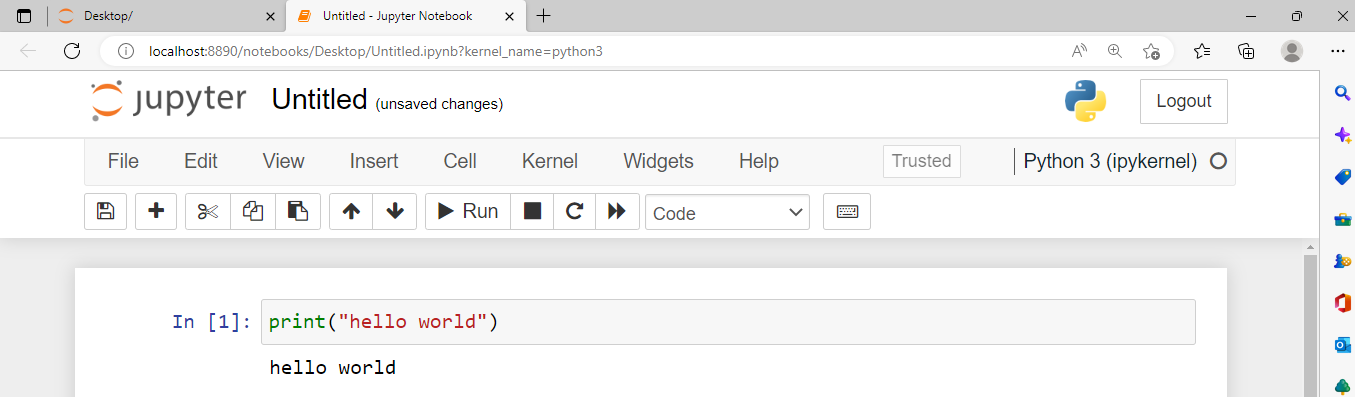 Desktop/
Untitled - Jupyter Notebook
localhost:8890/notebooks/Desktop/Untitled.ipynb?kernel_name=python3
jupyter Untitled (unsaved changes) Logout
File Edit View Insert Cell Kernel Widgets Help Trusted Python 3 (ipykernel)
Run Code
In [1]: print("hello world")
hello world